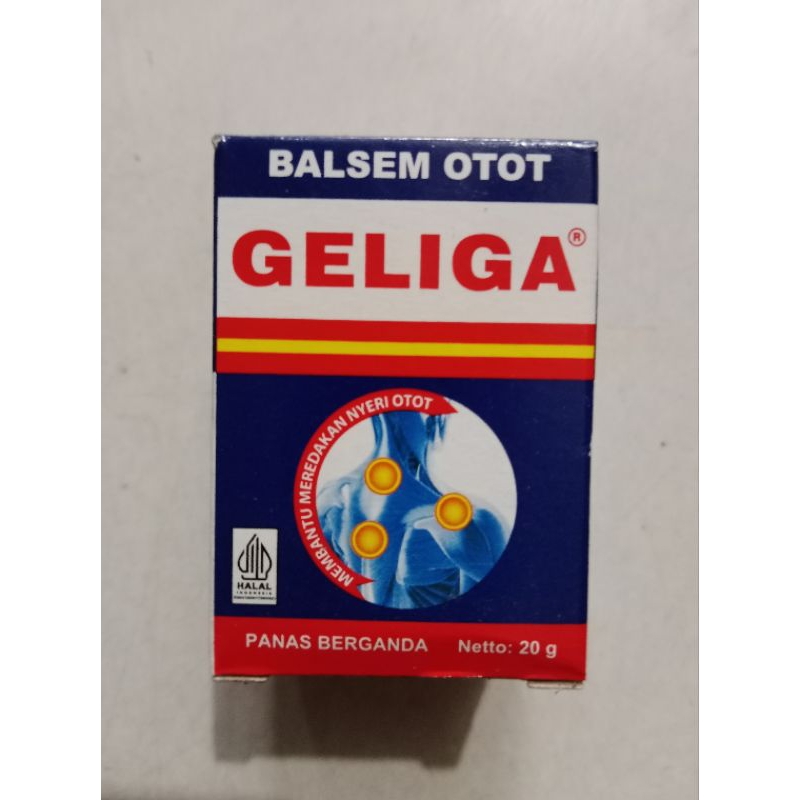 BALSEM OTOT
GELIGA®
MEMBANTU MEREDAKAN NYERI OTOT
HALAL
INDONESIA
PANAS BERGANDA Netto: 20 g